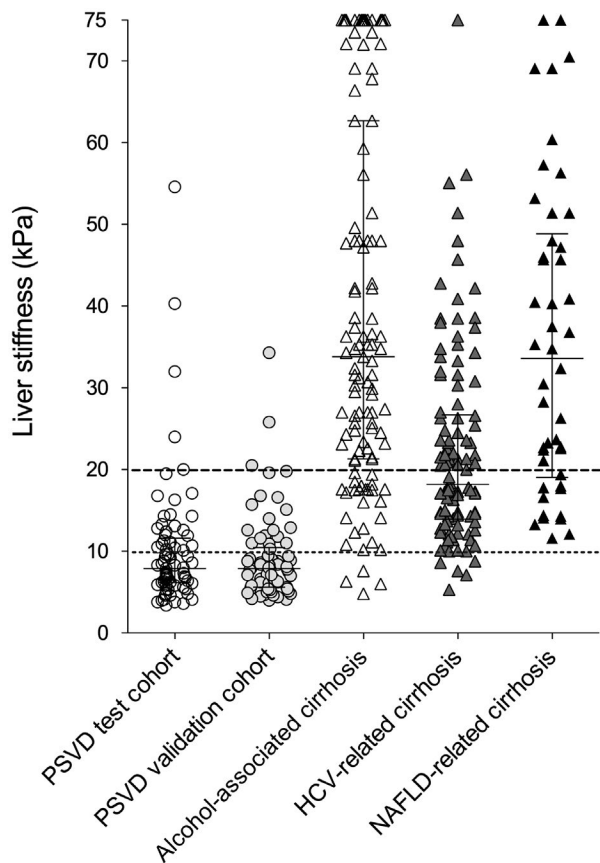 Liver stiffness (kPa)
75
70
60
50
40
30
20
10
0
PSVD test cohort
PSVD validation cohort
Alcohol-associated cirrhosis
HCV-related cirrhosis
NAFLD-related cirrhosis